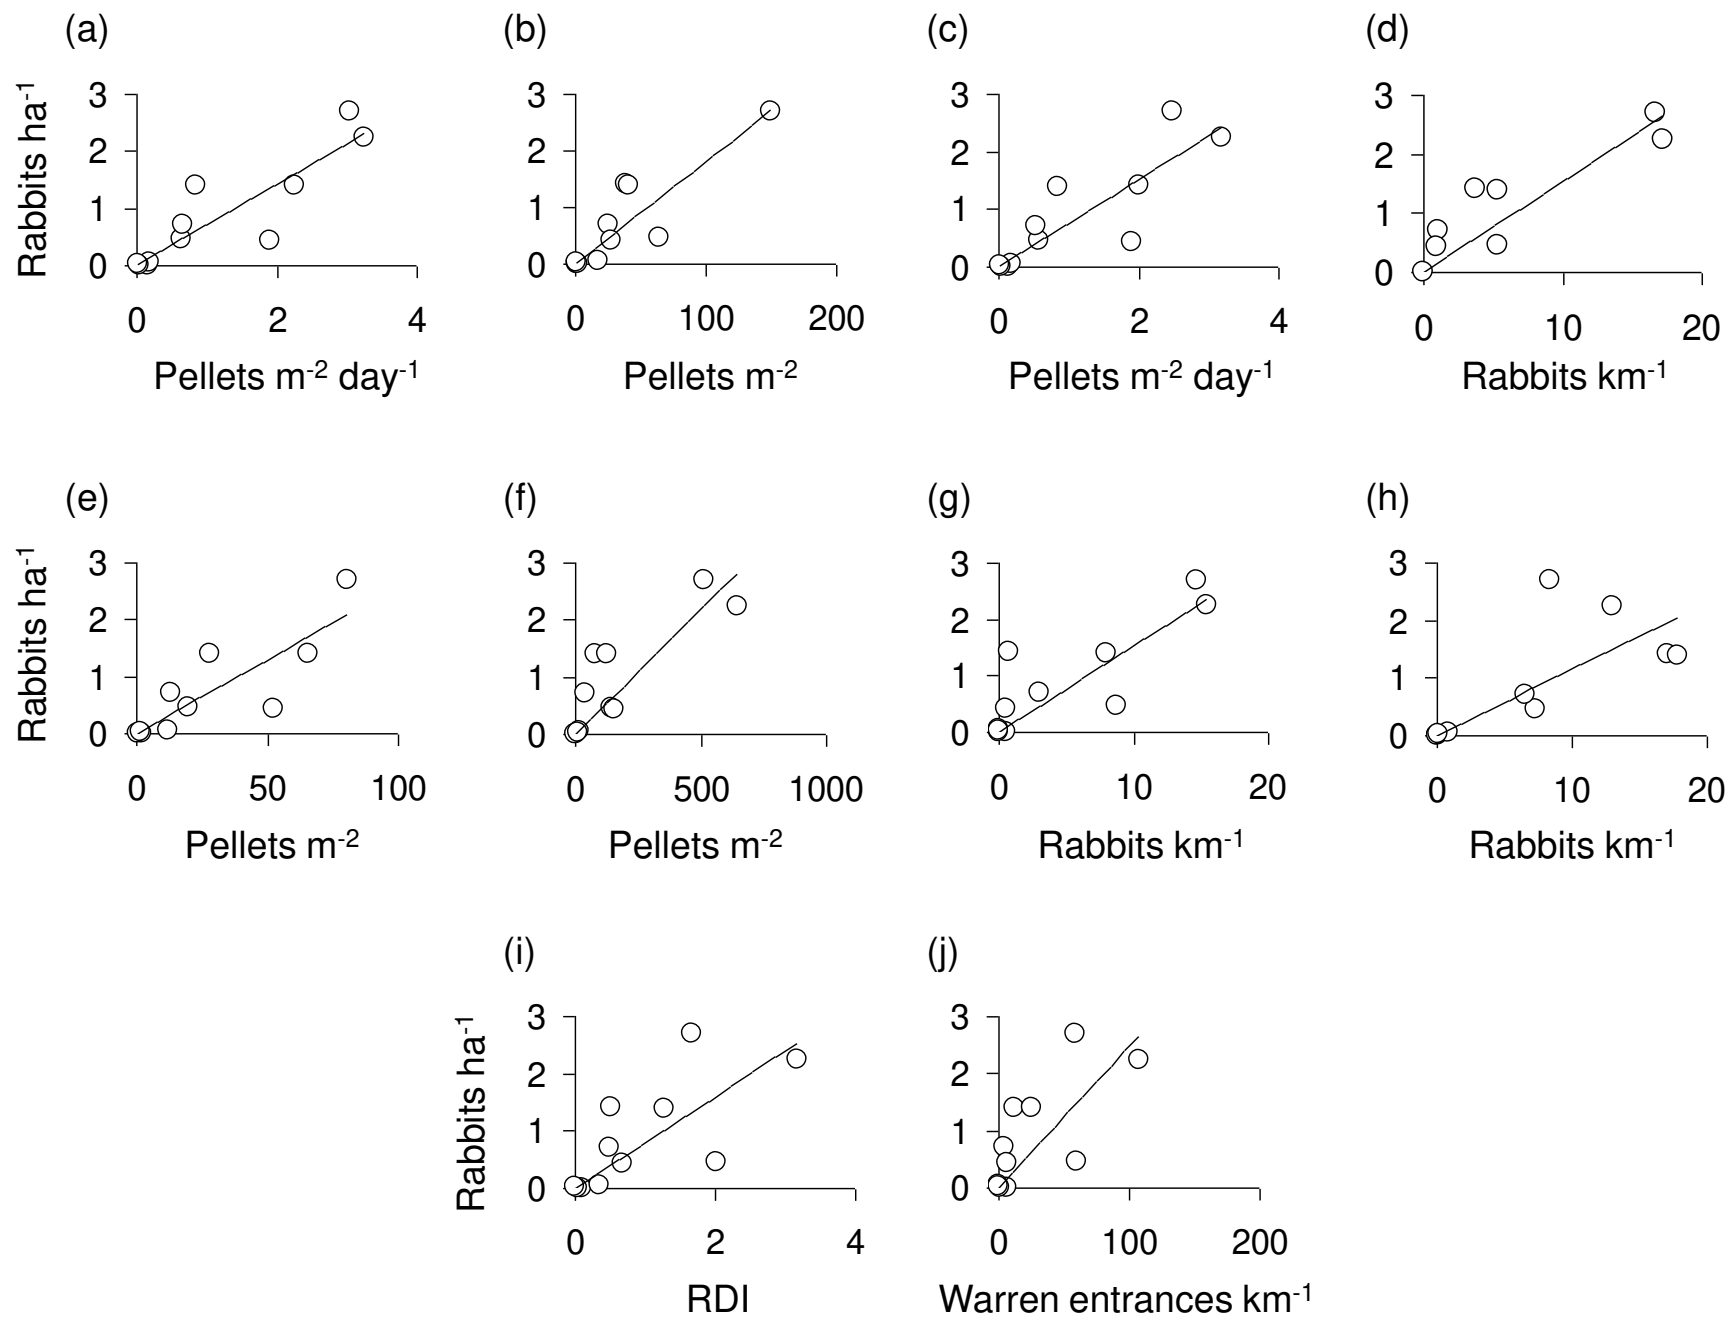 (a) (b) (c) (d)
Rabbits ha⁻¹
3 3 3 3
2 2 2 2
1 1 1 1
0 0 0 0
0 2 4 0 100 200 0 2 4 0 10 20
Pellets m⁻² day⁻¹ Pellets m⁻² Pellets m⁻² day⁻¹ Rabbits km⁻¹
(e) (f) (g) (h)
Rabbits ha⁻¹
3 3 3 3
2 2 2 2
1 1 1 1
0 0 0 0
0 50 100 0 500 1000 0 10 20 0 10 20
Pellets m⁻² Pellets m⁻² Rabbits km⁻¹ Rabbits km⁻¹
(i) (j)
Rabbits ha⁻¹
3 3
2 2
1 1
0 0
0 2 4 0 100 200
RDI Warren entrances km⁻¹